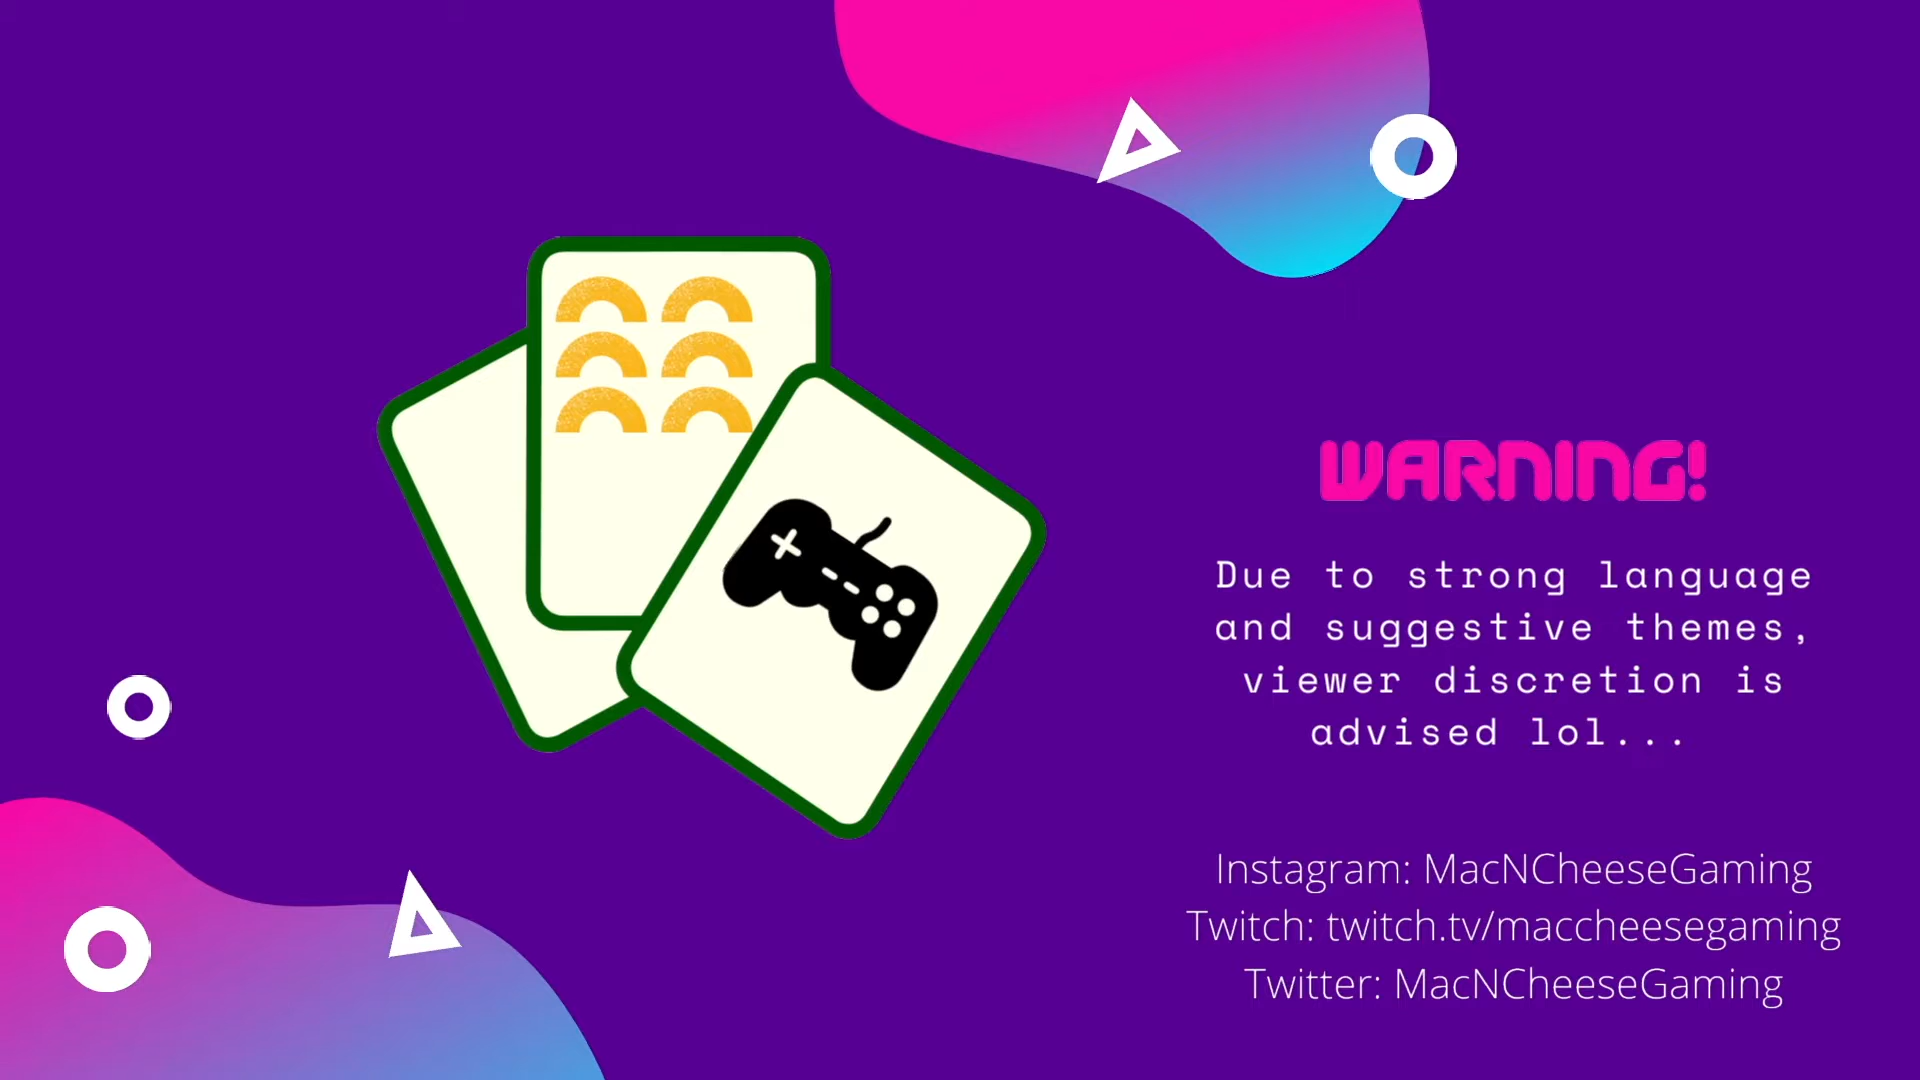 WARNING!
Due to strong language
and suggestive themes,
viewer discretion is
advised lol...
Instagram: MacNCheeseGaming
Twitch: twitch.tv/maccheesegaming
Twitter: MacNCheeseGaming